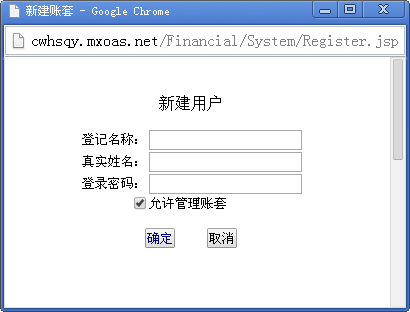 新建账套 - Google Chrome
cwhsqy.mxoas.net/Financial/System/Register.jsp
新建用户
登记名称：
真实姓名：
登录密码：
允许管理账套
确定 取消